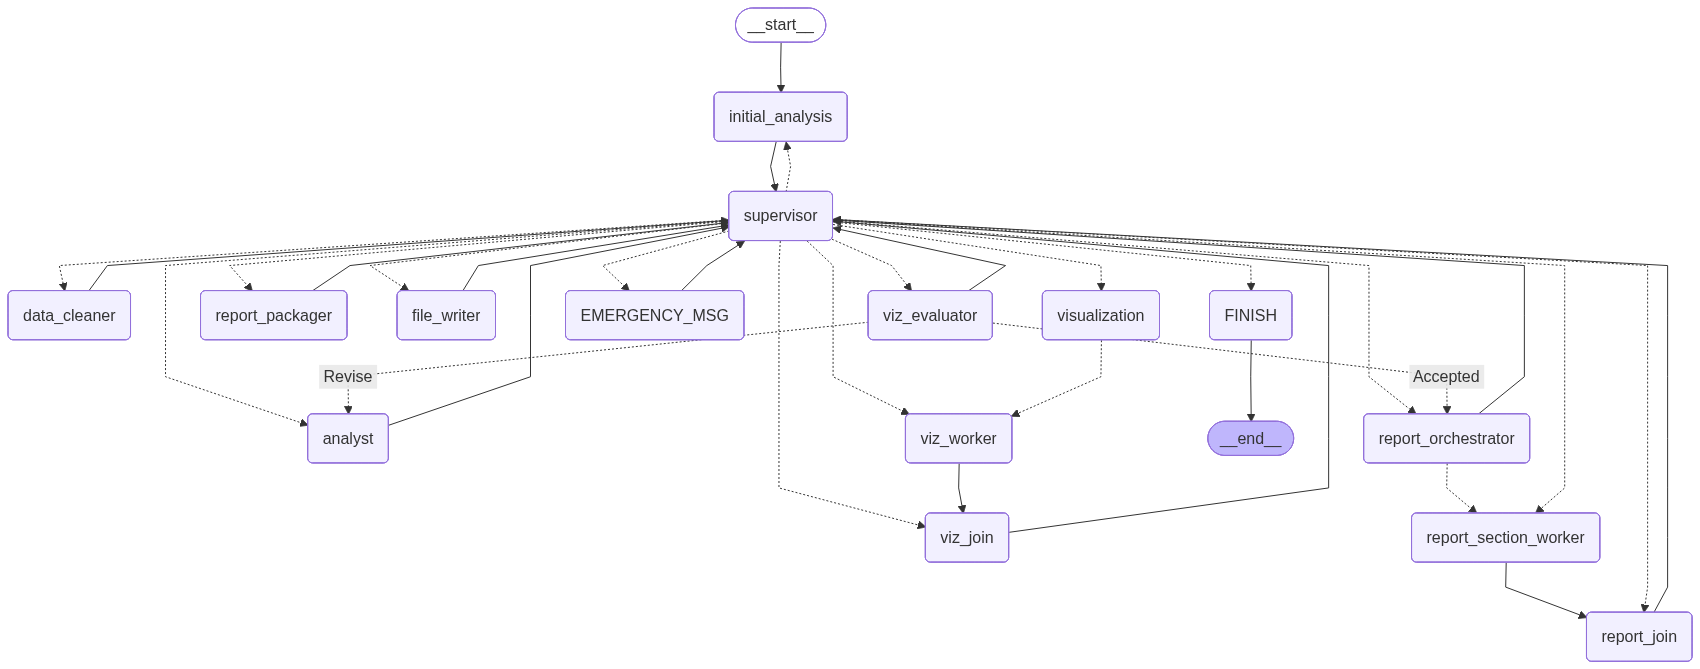 __start__
initial_analysis
supervisor
data_cleaner
report_packager
file_writer
EMERGENCY_MSG
viz_evaluator
visualization
FINISH
Revise
Accepted
analyst
viz_worker
__end__
report_orchestrator
viz_join
report_section_worker
report_join